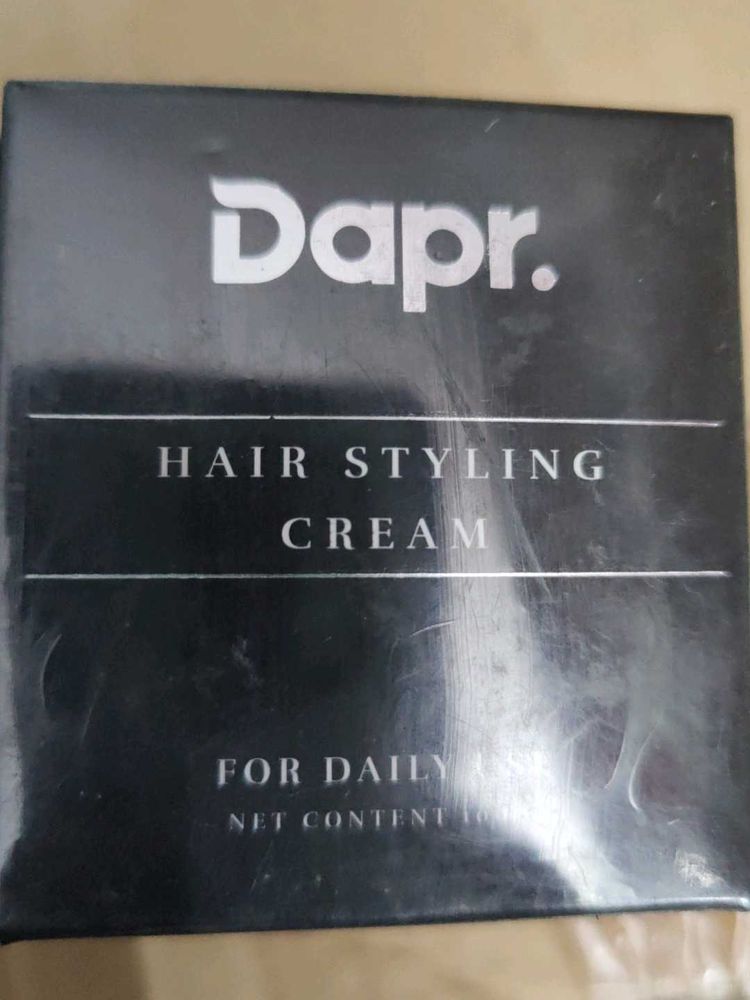 Dapr.
HAIR STYLING
CREAM
FOR DAILY
NET CONTENT